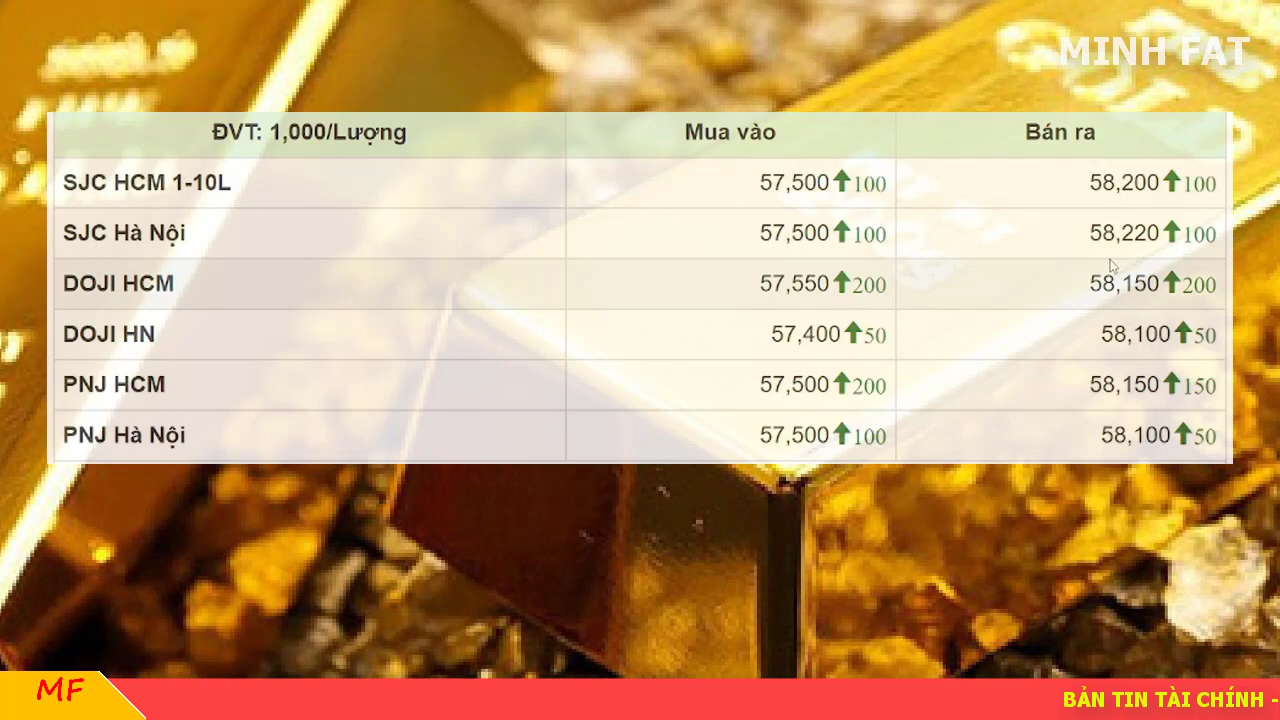 MINH FAT
ĐVT: 1,000/Lượng Mua vào Bán ra
SJC HCM 1-10L 57,500 100 58,200 100
SJC Hà Nội 57,500 100 58,220 100
DOJI HCM 57,550 200 58,150 200
DOJI HN 57,400 50 58,100 50
PNJ HCM 57,500 200 58,150 150
PNJ Hà Nội 57,500 100 58,100 50
MF
BẢN TIN TÀI CHÍNH -